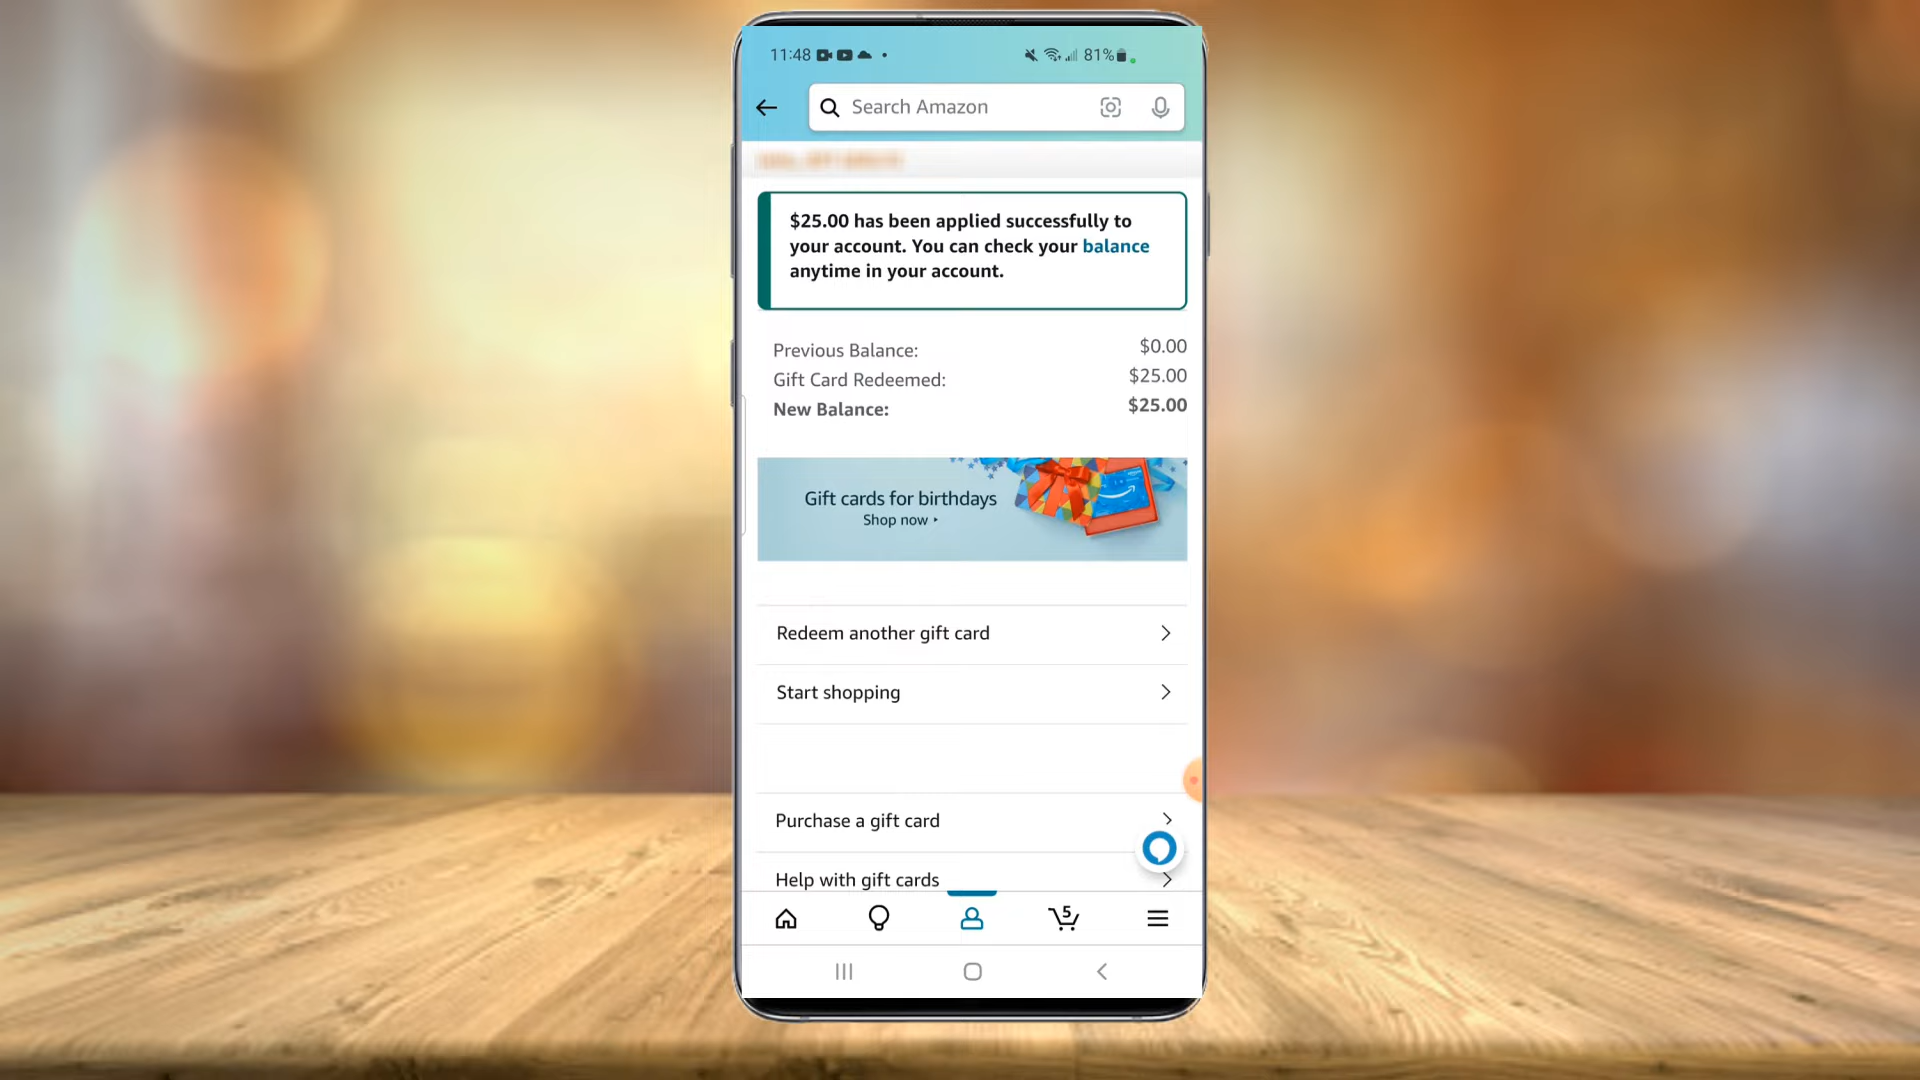 11:48
81%
Search Amazon
$25.00 has been applied successfully to
your account. You can check your balance
anytime in your account.
Previous Balance: $0.00
Gift Card Redeemed: $25.00
New Balance: $25.00
Gift cards for birthdays
Shop now
Redeem another gift card
Start shopping
Purchase a gift card
Help with gift cards
5